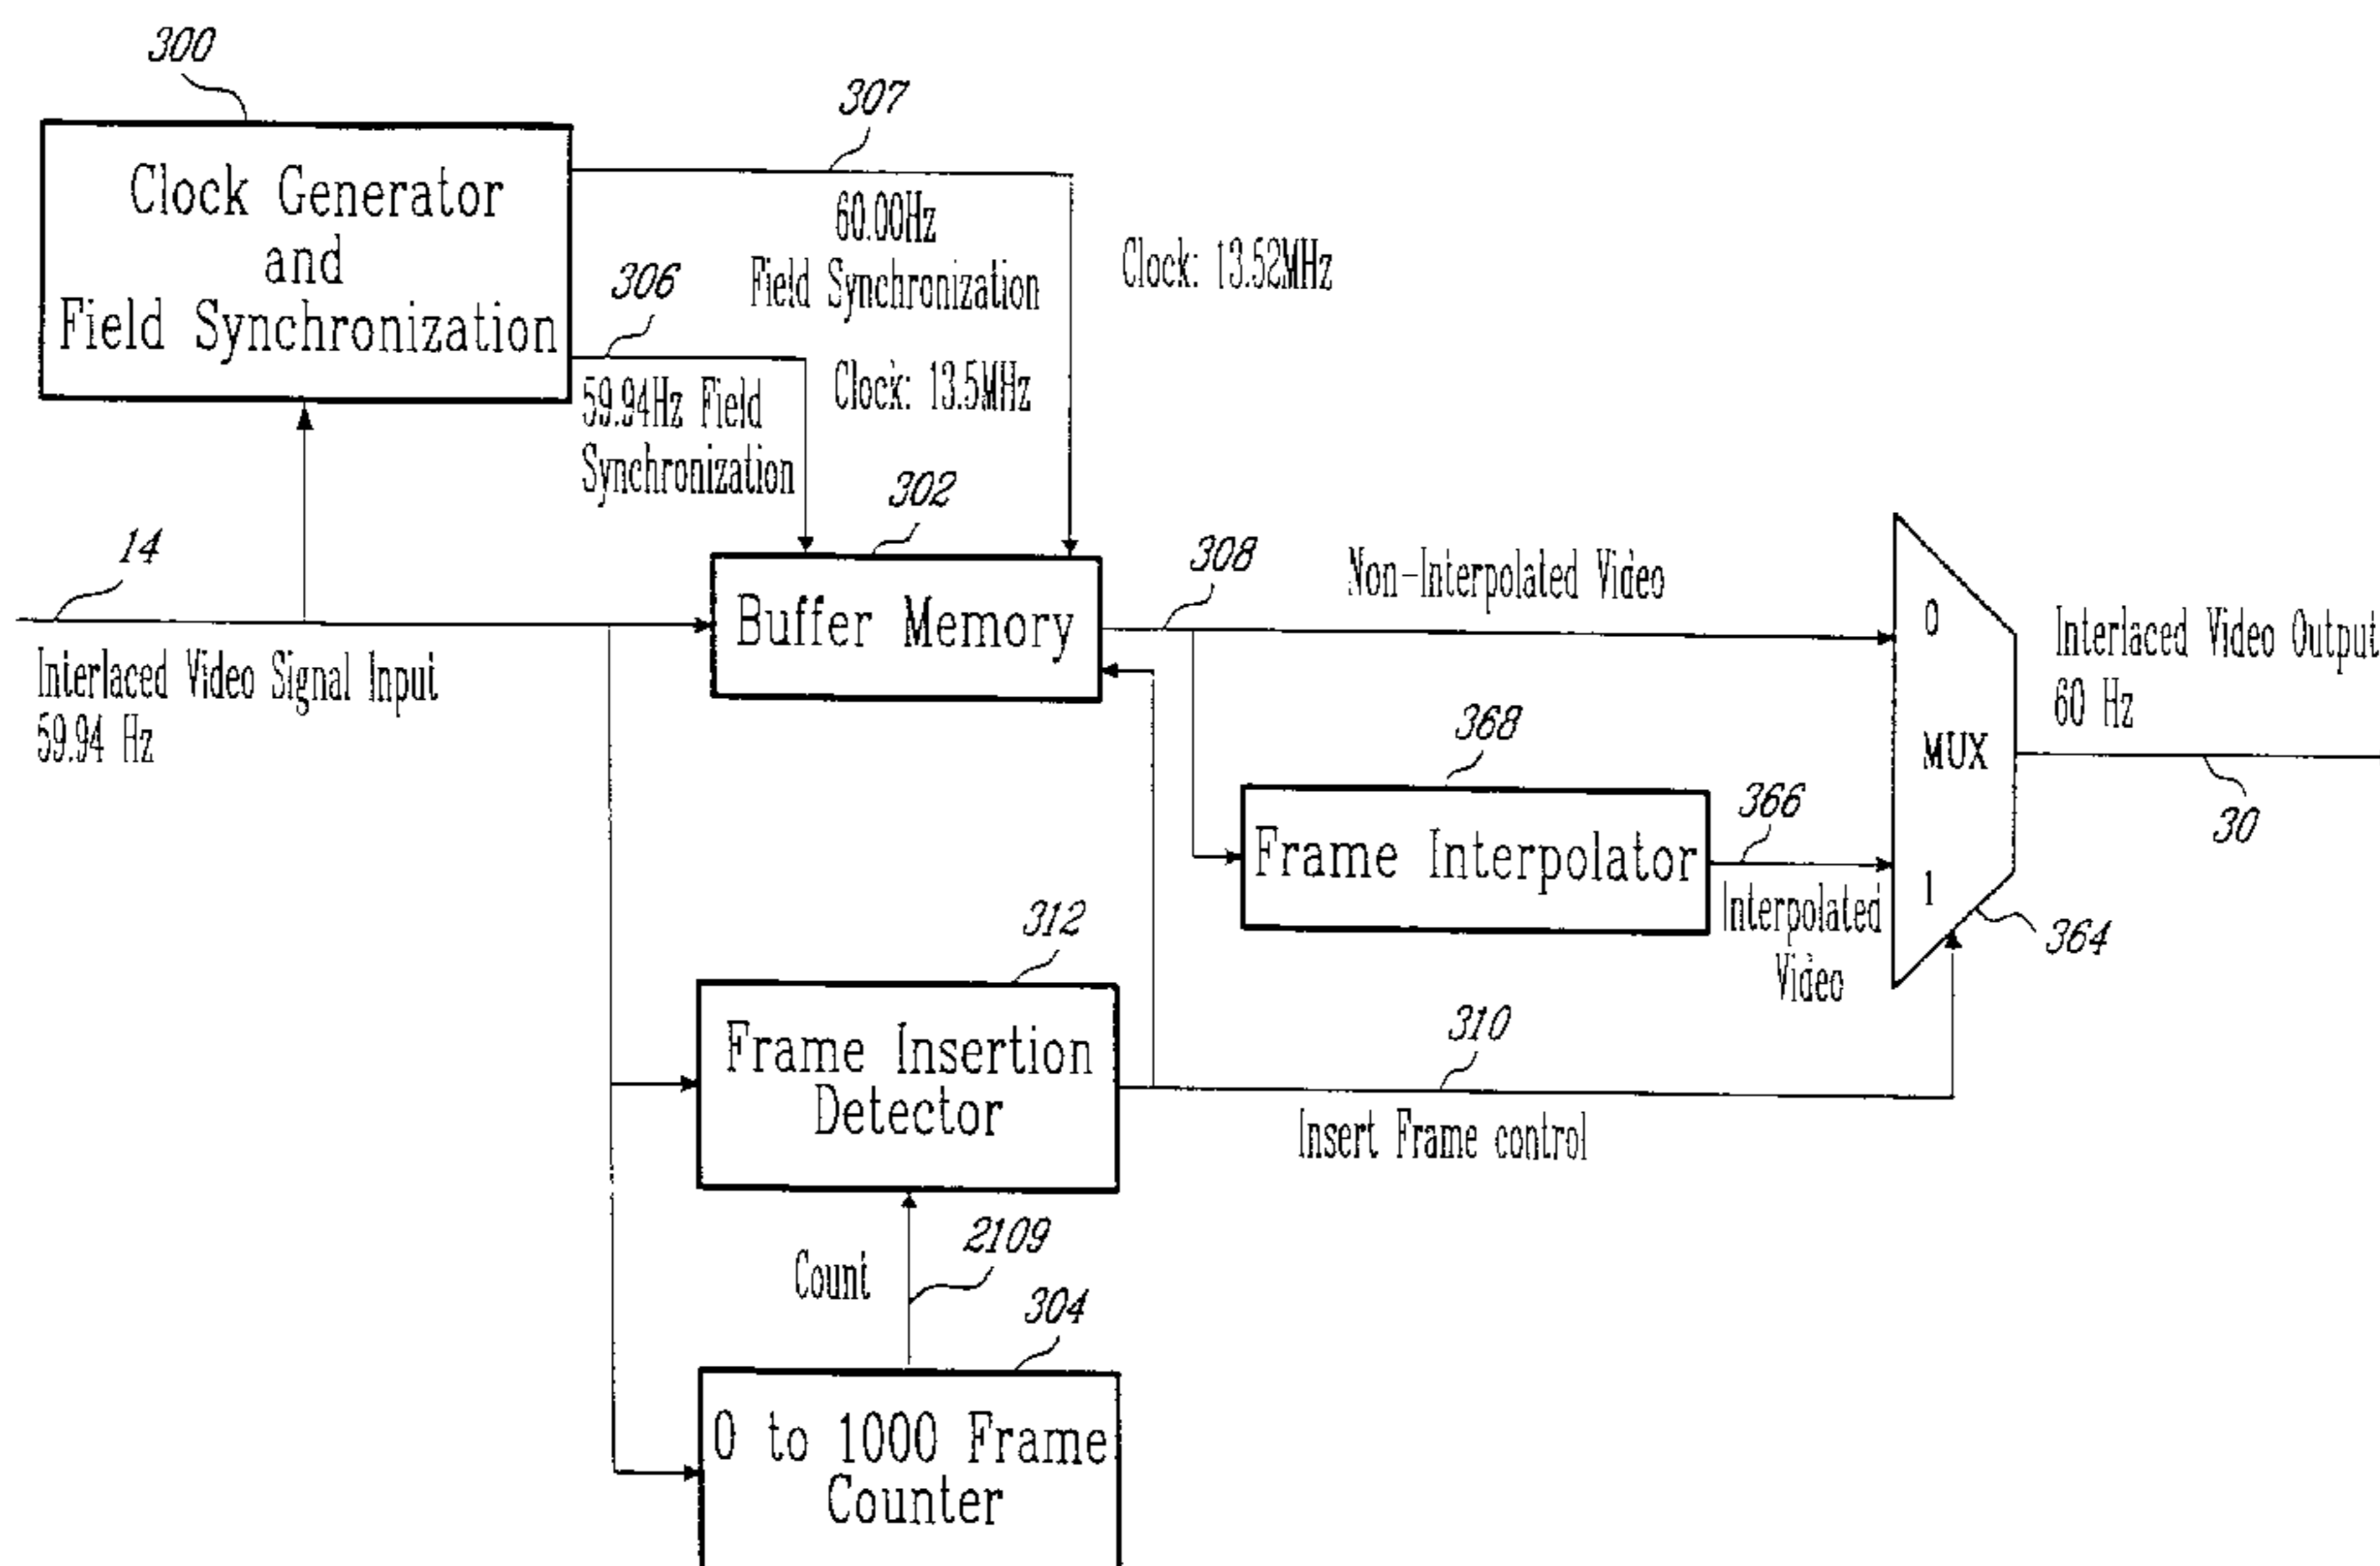 300
Clock Generator
and
Field Synchronization
307
60.00Hz
Field Synchronization
Clock: 13.52MHz
306
59.94Hz Field
Synchronization
Clock: 13.5MHz
14
Interlaced Video Signal Input
59.94 Hz
302
Buffer Memory
308
Non-Interpolated Video
0
MUX
1
364
Interlaced Video Output
60 Hz
30
368
Frame Interpolator
366
Interpolated
Video
312
Frame Insertion
Detector
310
Insert Frame control
Count
2109
304
0 to 1000 Frame
Counter